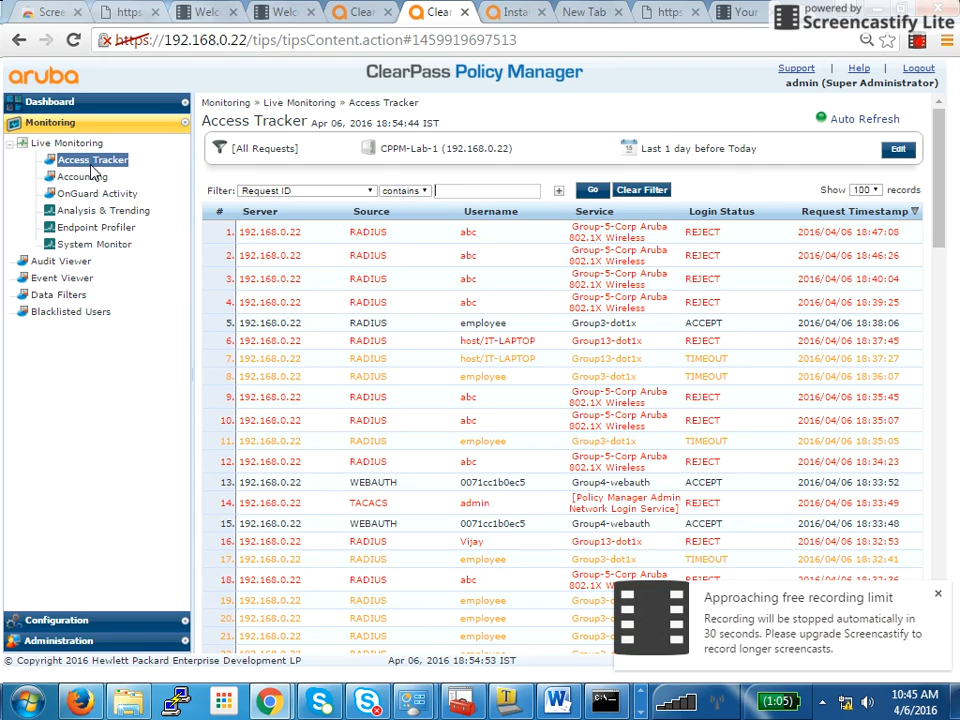 Scree
https:
Welco
Welc
Clear
Clear
Insta
New Tab
https:
Your
powered by
Screencastify Lite
https://192.168.0.22/tips/tipsContent.action#1459919697513
aruba
ClearPass Policy Manager
Support | Help | Logout
admin (Super Administrator)
Dashboard
Monitoring
Live Monitoring
Access Tracker
Accounting
OnGuard Activity
Analysis & Trending
Endpoint Profiler
System Monitor
Audit Viewer
Event Viewer
Data Filters
Blacklisted Users
Configuration
Administration
Monitoring » Live Monitoring » Access Tracker
Access Tracker Apr 06, 2016 18:54:44 IST
Auto Refresh
[All Requests] CPPM-Lab-1 (192.168.0.22) Last 1 day before Today Edit
Filter: Request ID contains + Go Clear Filter Show 100 records
# Server Source Username Service Login Status Request Timestamp
1. 192.168.0.22 RADIUS abc Group-5-Corp Aruba 802.1X Wireless REJECT 2016/04/06 18:47:08
2. 192.168.0.22 RADIUS abc Group-5-Corp Aruba 802.1X Wireless REJECT 2016/04/06 18:46:26
3. 192.168.0.22 RADIUS abc Group-5-Corp Aruba 802.1X Wireless REJECT 2016/04/06 18:40:04
4. 192.168.0.22 RADIUS abc Group-5-Corp Aruba 802.1X Wireless REJECT 2016/04/06 18:39:25
5. 192.168.0.22 RADIUS employee Group3-dot1x ACCEPT 2016/04/06 18:38:06
6. 192.168.0.22 RADIUS host/IT-LAPTOP Group13-dot1x REJECT 2016/04/06 18:37:45
7. 192.168.0.22 RADIUS host/IT-LAPTOP Group13-dot1x TIMEOUT 2016/04/06 18:37:27
8. 192.168.0.22 RADIUS employee Group3-dot1x TIMEOUT 2016/04/06 18:36:07
9. 192.168.0.22 RADIUS abc Group-5-Corp Aruba 802.1X Wireless REJECT 2016/04/06 18:35:45
10. 192.168.0.22 RADIUS abc Group-5-Corp Aruba 802.1X Wireless REJECT 2016/04/06 18:35:07
11. 192.168.0.22 RADIUS employee Group3-dot1x TIMEOUT 2016/04/06 18:35:05
12. 192.168.0.22 RADIUS abc Group-5-Corp Aruba 802.1X Wireless REJECT 2016/04/06 18:34:23
13. 192.168.0.22 WEBAUTH 0071cc1b0ec5 Group4-webauth ACCEPT 2016/04/06 18:33:52
14. 192.168.0.22 TACACS admin [Policy Manager Admin Network Login Service] REJECT 2016/04/06 18:33:49
15. 192.168.0.22 WEBAUTH 0071cc1b0ec5 Group4-webauth ACCEPT 2016/04/06 18:33:48
16. 192.168.0.22 RADIUS Vijay Group13-dot1x REJECT 2016/04/06 18:32:53
17. 192.168.0.22 RADIUS employee Group3-dot1x TIMEOUT 2016/04/06 18:32:41
18. 192.168.0.22 RADIUS abc Group-5-Corp Aruba REJECT 2016/04/06 18:32:36
19. 192.168.0.22 RADIUS employee Group3-
20. 192.168.0.22 RADIUS employee Group3-
21. 192.168.0.22 RADIUS employee Group3-
Approaching free recording limit
Recording will be stopped automatically in
30 seconds. Please upgrade Screencastify to
record longer screencasts.
© Copyright 2016 Hewlett Packard Enterprise Development LP Apr 06, 2016 18:54:53 IST
(1:05)
10:45 AM
4/6/2016